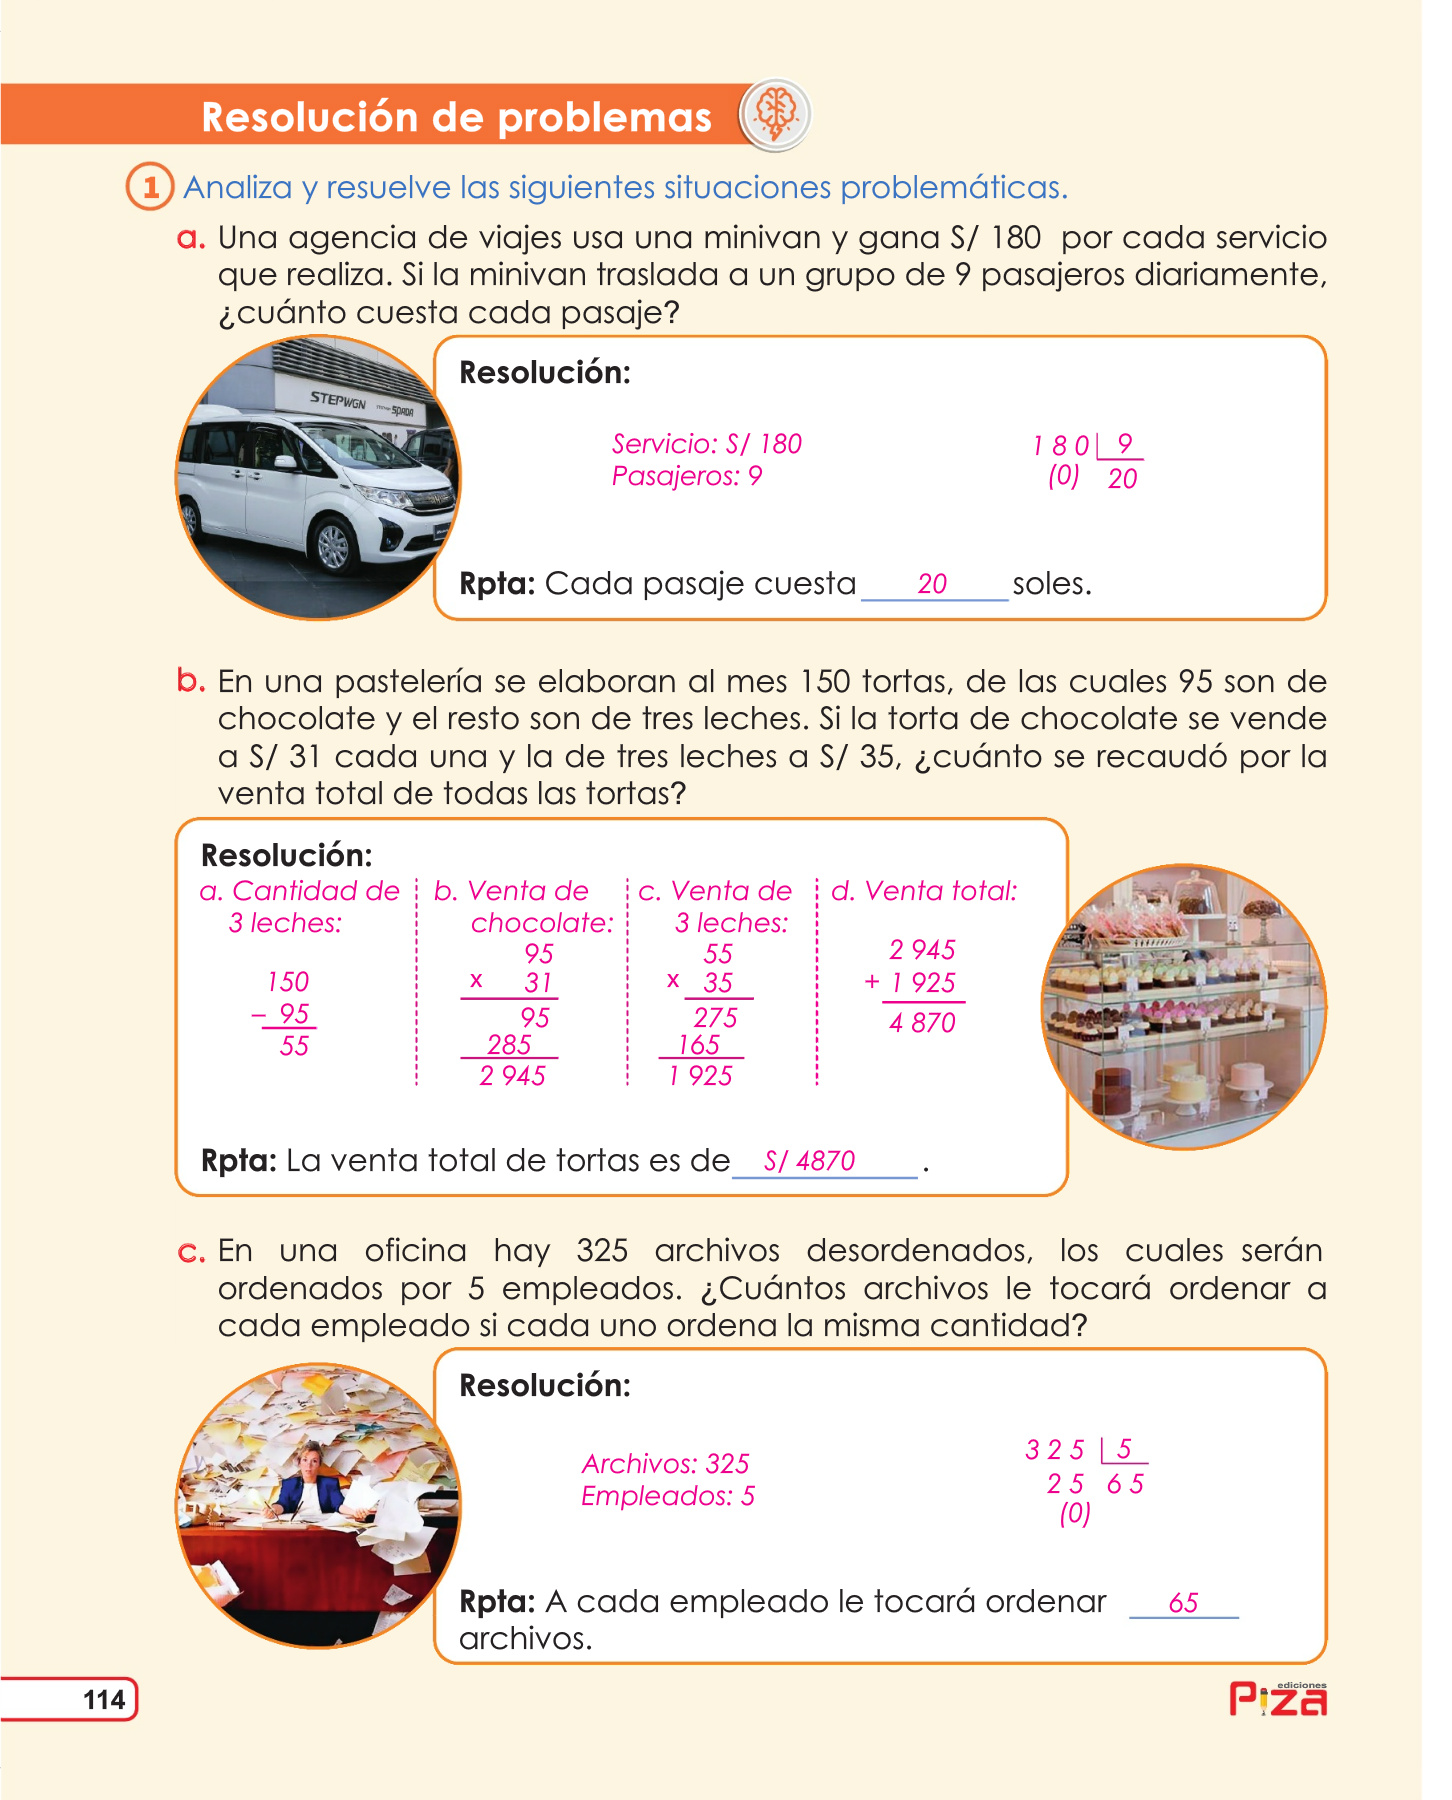 Resolución de problemas
1 Analiza y resuelve las siguientes situaciones problemáticas.
a. Una agencia de viajes usa una minivan y gana S/ 180 por cada servicio
que realiza. Si la minivan traslada a un grupo de 9 pasajeros diariamente,
¿cuánto cuesta cada pasaje?
STEPWGN SPADA
Resolución:
Servicio: S/ 180
Pasajeros: 9
1 8 0 9
(0) 20
Rpta: Cada pasaje cuesta 20 soles.
b. En una pastelería se elaboran al mes 150 tortas, de las cuales 95 son de
chocolate y el resto son de tres leches. Si la torta de chocolate se vende
a S/ 31 cada una y la de tres leches a S/ 35, ¿cuánto se recaudó por la
venta total de todas las tortas?
Resolución:
a. Cantidad de
3 leches:
150
– 95
55
b. Venta de
chocolate:
95
x 31
95
285
2 945
c. Venta de
3 leches:
55
x 35
275
165
1 925
d. Venta total:
2 945
+ 1 925
4 870
Rpta: La venta total de tortas es de S/ 4870 .
c. En una oficina hay 325 archivos desordenados, los cuales serán
ordenados por 5 empleados. ¿Cuántos archivos le tocará ordenar a
cada empleado si cada uno ordena la misma cantidad?
Resolución:
Archivos: 325
Empleados: 5
3 2 5 5
2 5 6 5
(0)
Rpta: A cada empleado le tocará ordenar 65
archivos.
114
ediciones
Piza